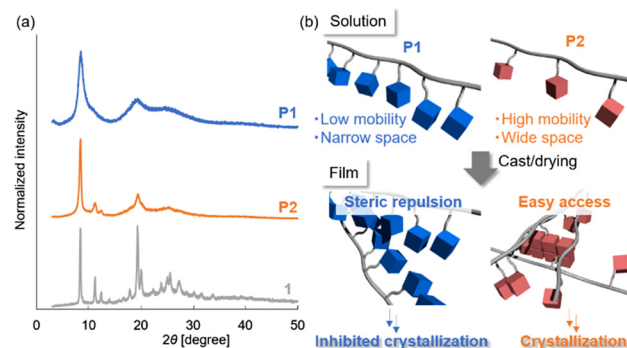 (a)
Normalized intensity
P1
P2
1
0 10 20 30 40 50
2θ [degree]
(b)
Solution
P1
・Low mobility
・Narrow space
P2
・High mobility
・Wide space
Cast/drying
Film
Steric repulsion
Easy access
Inhibited crystallization
Crystallization